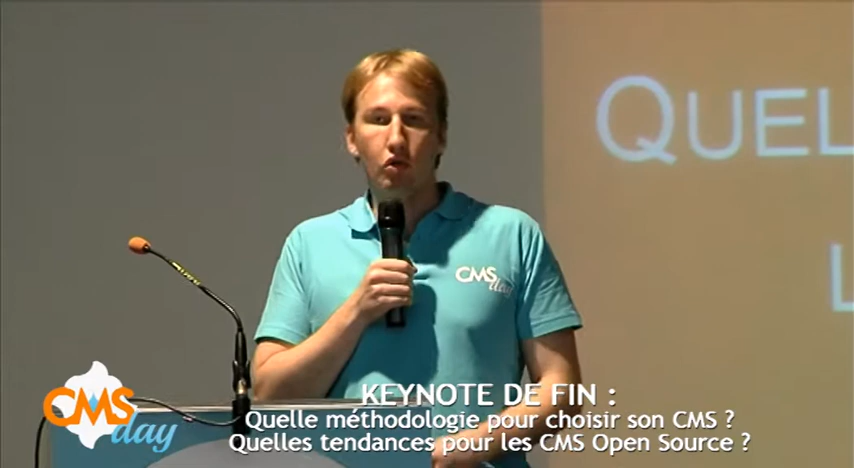 QUEL
L
CMS
day
KEYNOTE DE FIN :
Quelle méthodologie pour choisir son CMS ?
Quelles tendances pour les CMS Open Source ?
CMS
day